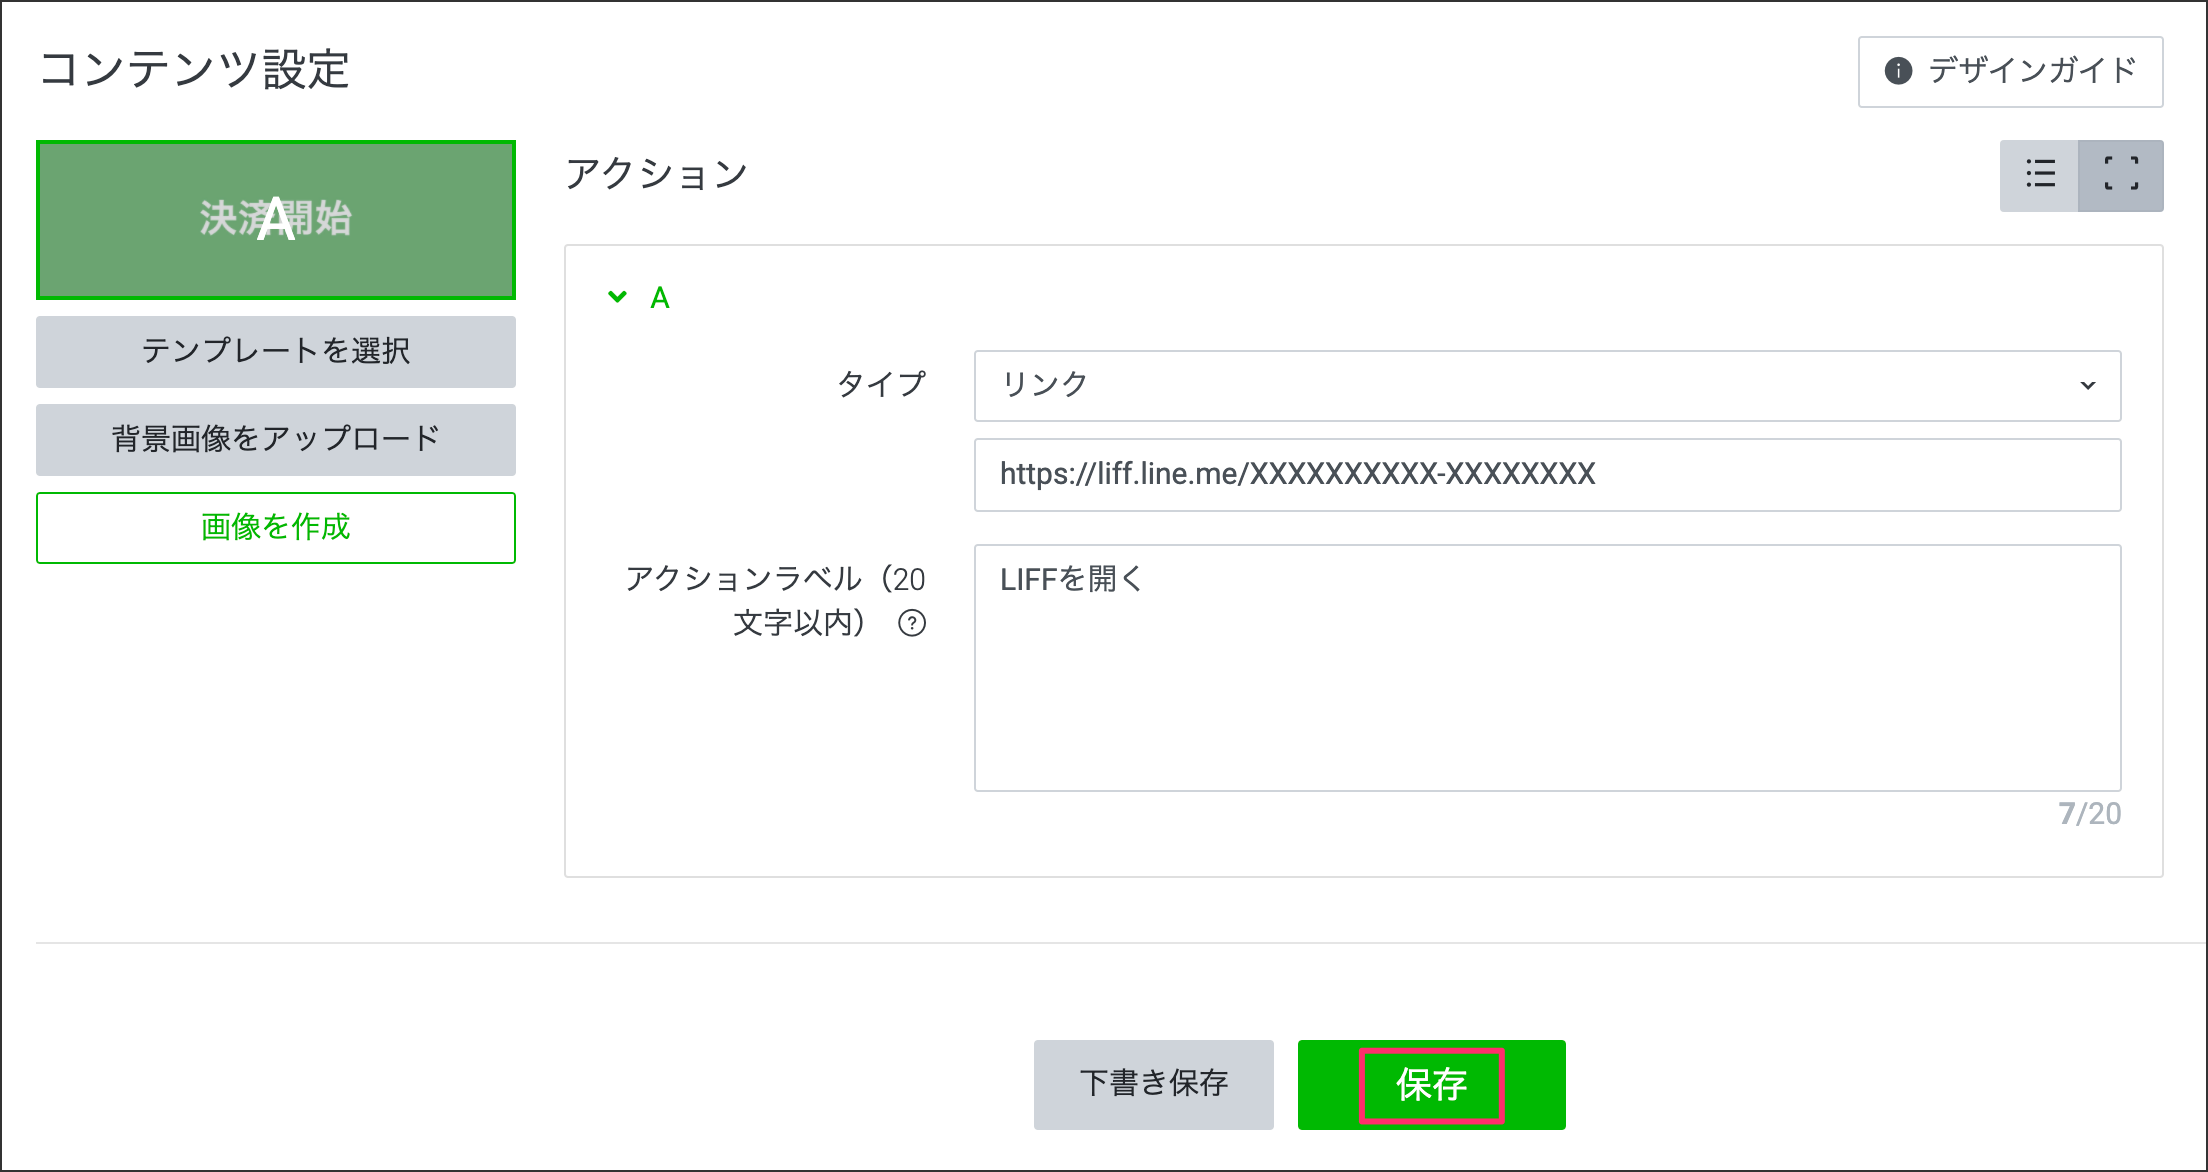 コンテンツ設定
デザインガイド
決済開始
A
テンプレートを選択
背景画像をアップロード
画像を作成
アクション
A
タイプ
リンク
https://liff.line.me/XXXXXXXXXX-XXXXXXXX
アクションラベル（20
文字以内）
LIFFを開く
7/20
下書き保存
保存